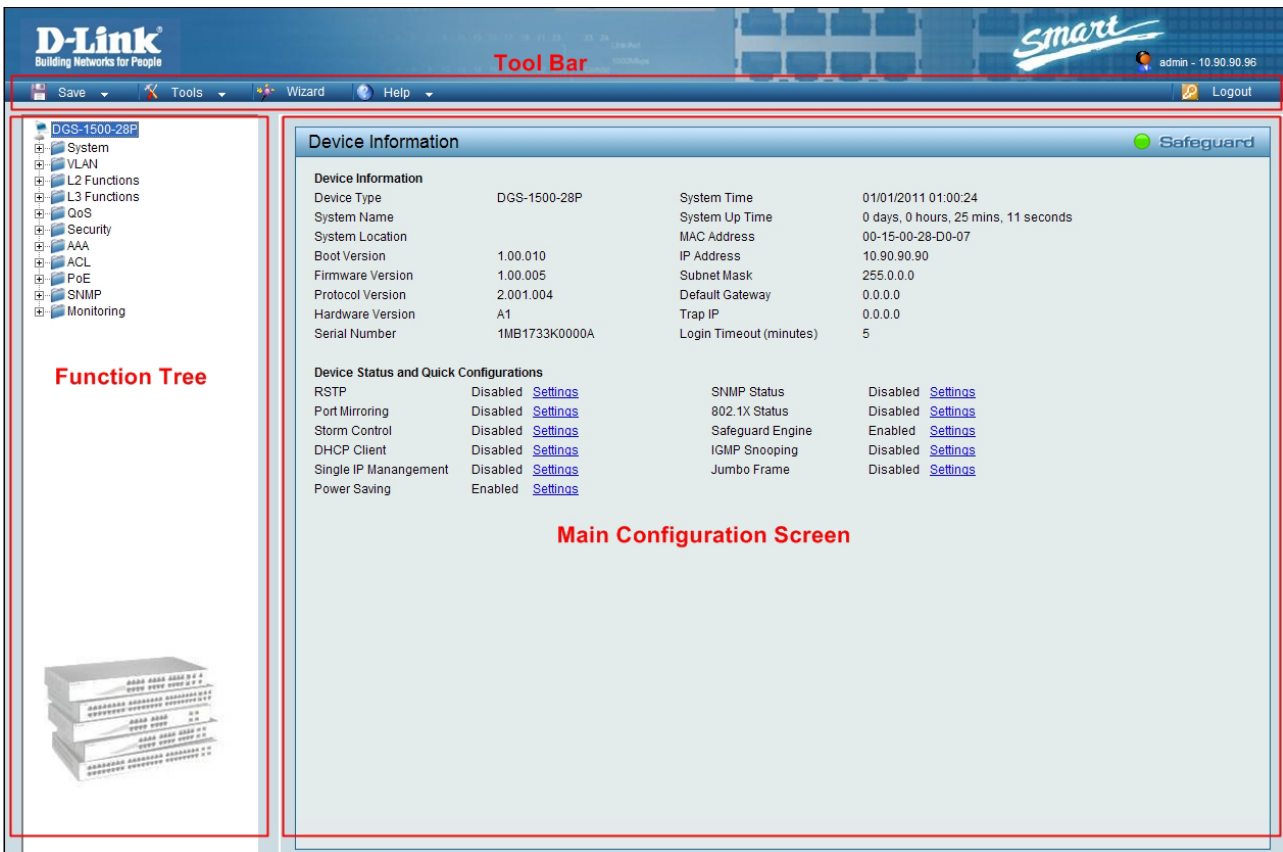 D-Link
Building Networks for People
Tool Bar
smart
admin - 10.90.90.96
Save Tools Wizard Help Logout
DGS-1500-28P
System
VLAN
L2 Functions
L3 Functions
QoS
Security
AAA
ACL
PoE
SNMP
Monitoring
Function Tree
Device Information Safeguard
Device Information
Device Type DGS-1500-28P System Time 01/01/2011 01:00:24
System Name System Up Time 0 days, 0 hours, 25 mins, 11 seconds
System Location MAC Address 00-15-00-28-D0-07
Boot Version 1.00.010 IP Address 10.90.90.90
Firmware Version 1.00.005 Subnet Mask 255.0.0.0
Protocol Version 2.001.004 Default Gateway 0.0.0.0
Hardware Version A1 Trap IP 0.0.0.0
Serial Number 1MB1733K0000A Login Timeout (minutes) 5
Device Status and Quick Configurations
RSTP Disabled Settings SNMP Status Disabled Settings
Port Mirroring Disabled Settings 802.1X Status Disabled Settings
Storm Control Disabled Settings Safeguard Engine Enabled Settings
DHCP Client Disabled Settings IGMP Snooping Disabled Settings
Single IP Manangement Disabled Settings Jumbo Frame Disabled Settings
Power Saving Enabled Settings
Main Configuration Screen